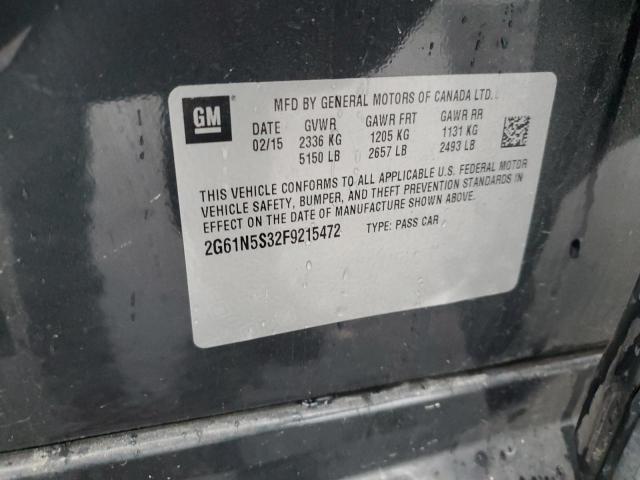 MFD BY GENERAL MOTORS OF CANADA LTD.
GM
DATE GVWR GAWR FRT GAWR RR
02/15 2336 KG 1205 KG 1131 KG
5150 LB 2657 LB 2493 LB
THIS VEHICLE CONFORMS TO ALL APPLICABLE U.S. FEDERAL MOTOR
VEHICLE SAFETY, BUMPER, AND THEFT PREVENTION STANDARDS IN
EFFECT ON THE DATE OF MANUFACTURE SHOWN ABOVE.
2G61N5S32F9215472 TYPE: PASS CAR